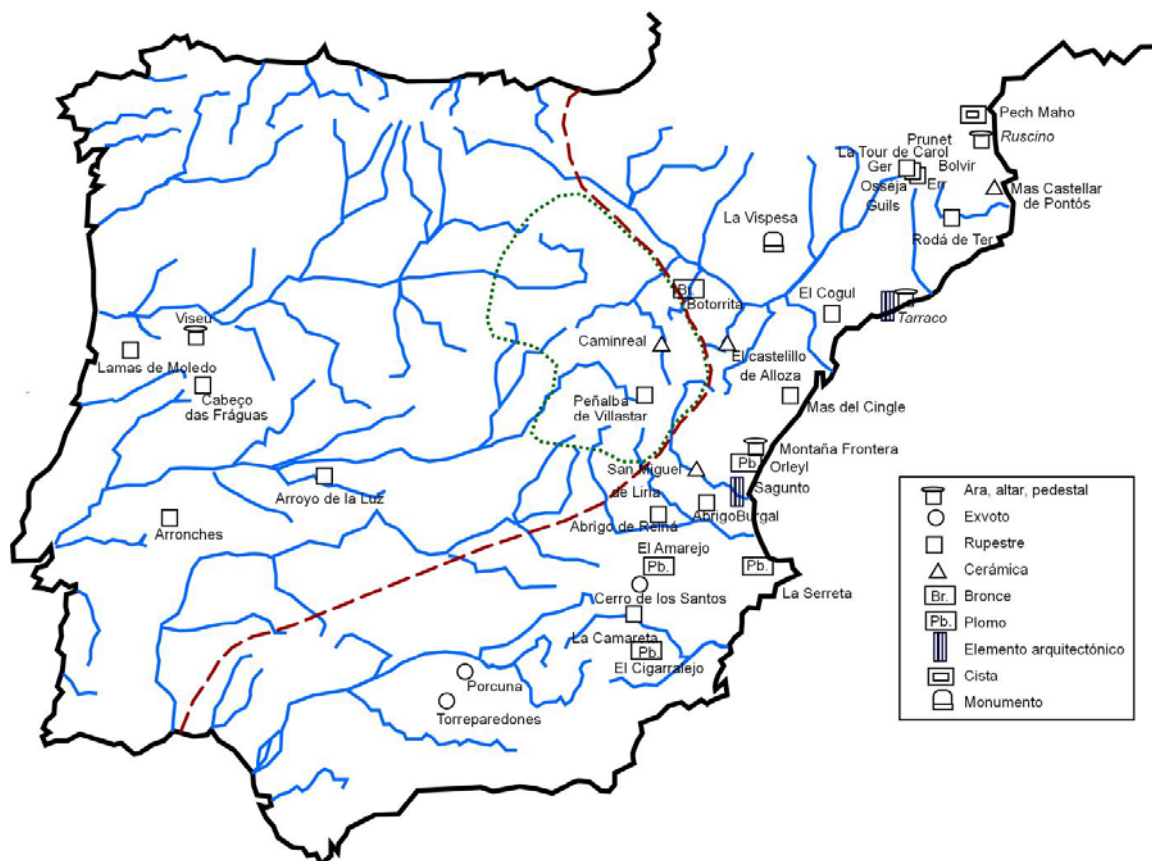 Pech Maho
Ruscino
Prunet
La Tour de Carol
Ger
Bolvir
Osseja
Err
Guils
Mas Castellar
de Pontós
Rodá de Ter
La Vispesa
Br.
Botorrita
El Cogul
Tarraco
Viseu
Lamas de Moledo
Cabeço
das Fráguas
Caminreal
El castelillo
de Alloza
Peñalba
de Villastar
Mas del Cingle
Montaña Frontera
Pb.
Orleyl
San Miguel
de Liria
Sagunto
Arroyo de la Luz
Arronches
Abrigo de Reiná
AbrigoBurgal
El Amarejo
Pb.
Pb.
La Serreta
Cerro de los Santos
La Camareta
Pb.
El Cigarralejo
Porcuna
Torreparedones
Ara, altar, pedestal
Exvoto
Rupestre
Cerámica
Br. Bronce
Pb. Plomo
Elemento arquitectónico
Cista
Monumento